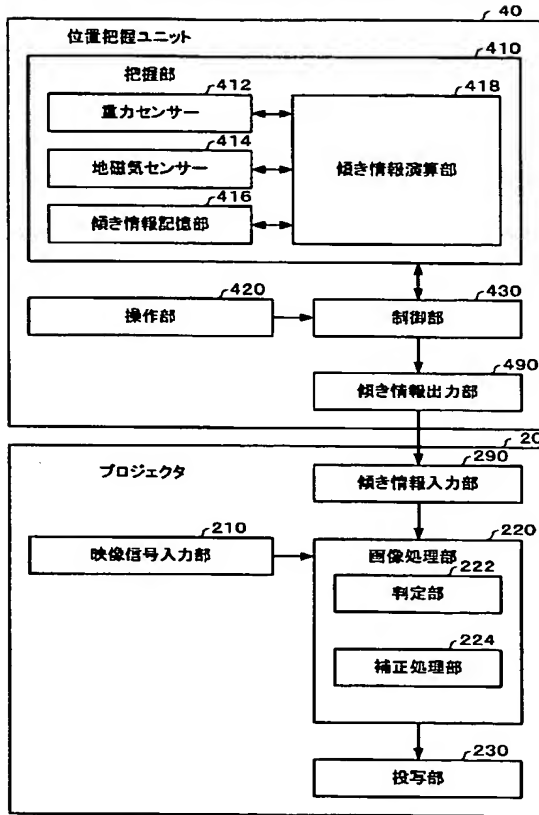 40
位置把握ユニット
410
把握部
412
重力センサー
418
414
地磁気センサー
傾き情報演算部
416
傾き情報記憶部
420
操作部
430
制御部
490
傾き情報出力部
20
プロジェクタ
290
傾き情報入力部
210
映像信号入力部
220
画像処理部
222
判定部
224
補正処理部
230
投写部